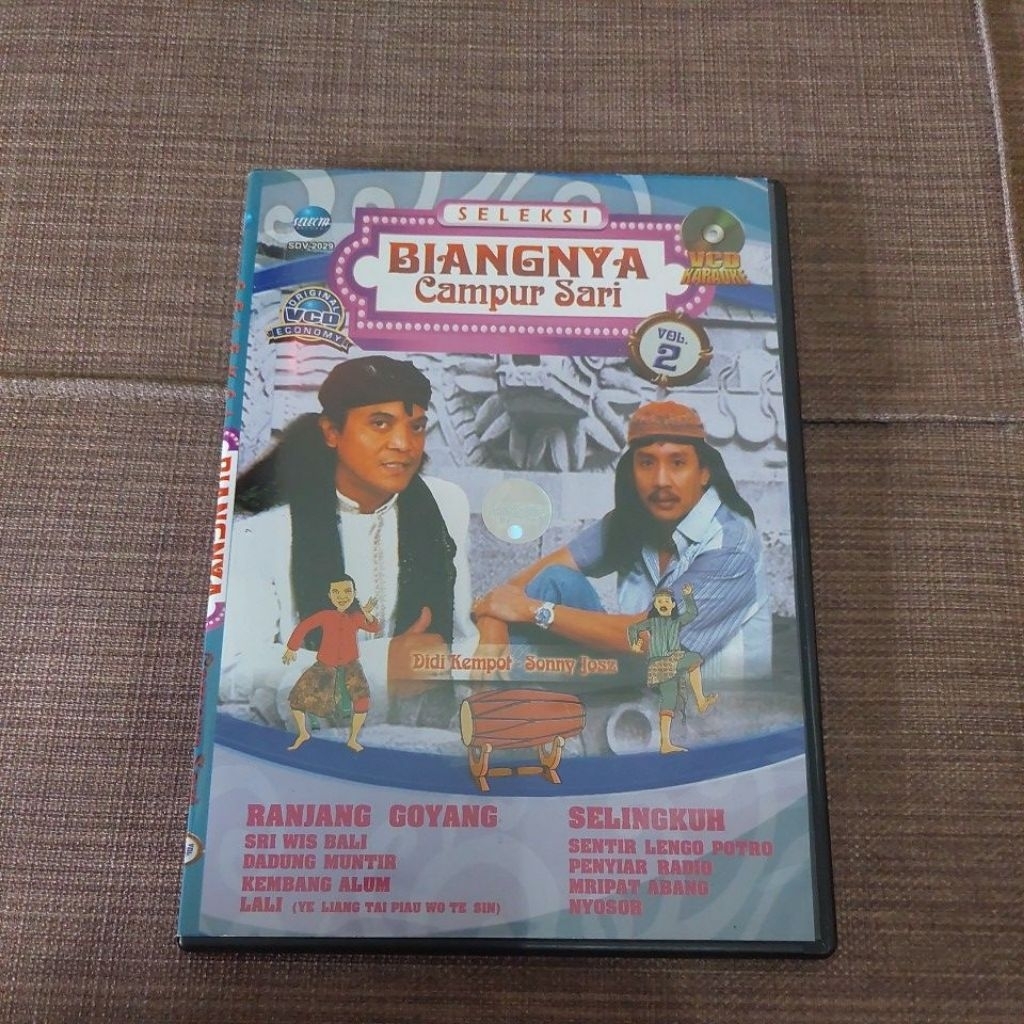 SELEKSI
BIANGNYA
Campur Sari
SELECTA
SDV-2029
VCD
KARAOKE
ORIGINAL
VCD
ECONOMY
VOL.
2
BIANGNYA
Didi Kempot - Sonny Josz
RANJANG GOYANG
SRI WIS BALI
DADUNG MUNTIR
KEMBANG ALUM
LALI (YE LIANG TAI PIAU WO TE SIN)
SELINGKUH
SENTIR LENGO POTRO
PENYIAR RADIO
MRIPAT ABANG
NYOSOR
VOL.